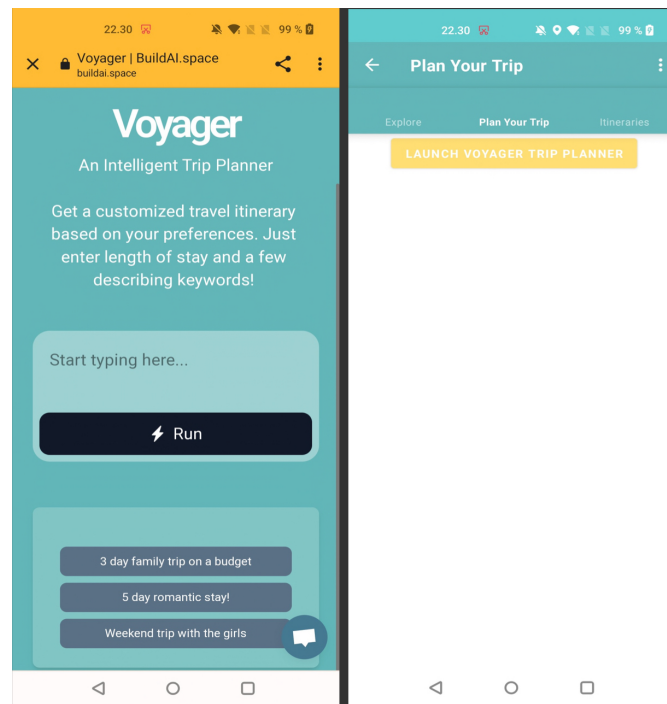 22.30
99 %
Voyager | BuildAI.space
buildai.space
Voyager
An Intelligent Trip Planner
Get a customized travel itinerary
based on your preferences. Just
enter length of stay and a few
describing keywords!
Start typing here...
Run
3 day family trip on a budget
5 day romantic stay!
Weekend trip with the girls
22.30
99 %
Plan Your Trip
Explore
Plan Your Trip
Itineraries
LAUNCH VOYAGER TRIP PLANNER